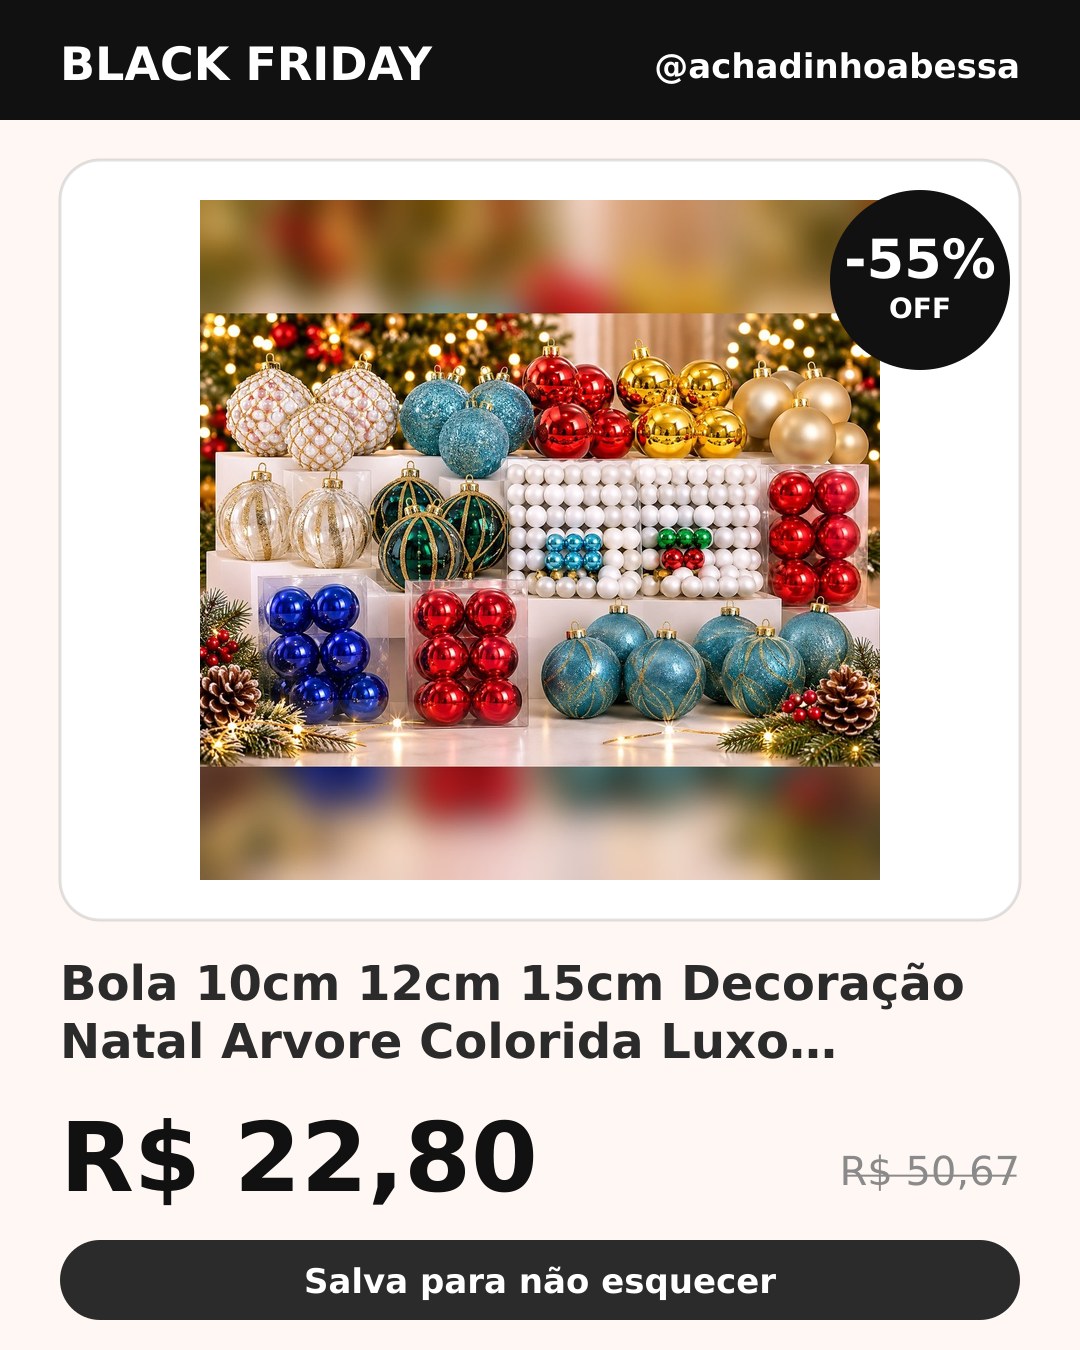 BLACK FRIDAY
@achadinhoabessa
-55%
OFF
Bola 10cm 12cm 15cm Decoração
Natal Arvore Colorida Luxo...
R$ 22,80
R$ 50,67
Salva para não esquecer